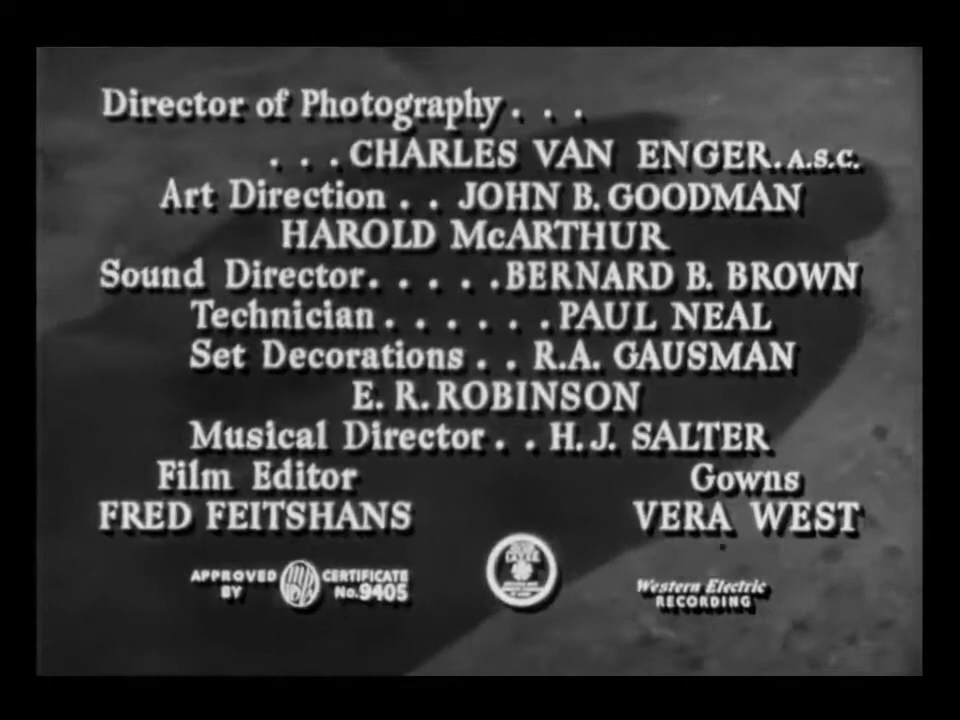 Director of Photography . . .
. . . CHARLES VAN ENGER. A.S.C.
Art Direction . . JOHN B. GOODMAN
HAROLD McARTHUR
Sound Director. . . . . BERNARD B. BROWN
Technician . . . . . . PAUL NEAL
Set Decorations . . R.A. GAUSMAN
E. R. ROBINSON
Musical Director . . H. J. SALTER
Film Editor
FRED FEITSHANS
Gowns
VERA WEST
APPROVED BY
CERTIFICATE No. 9405
Western Electric
RECORDING